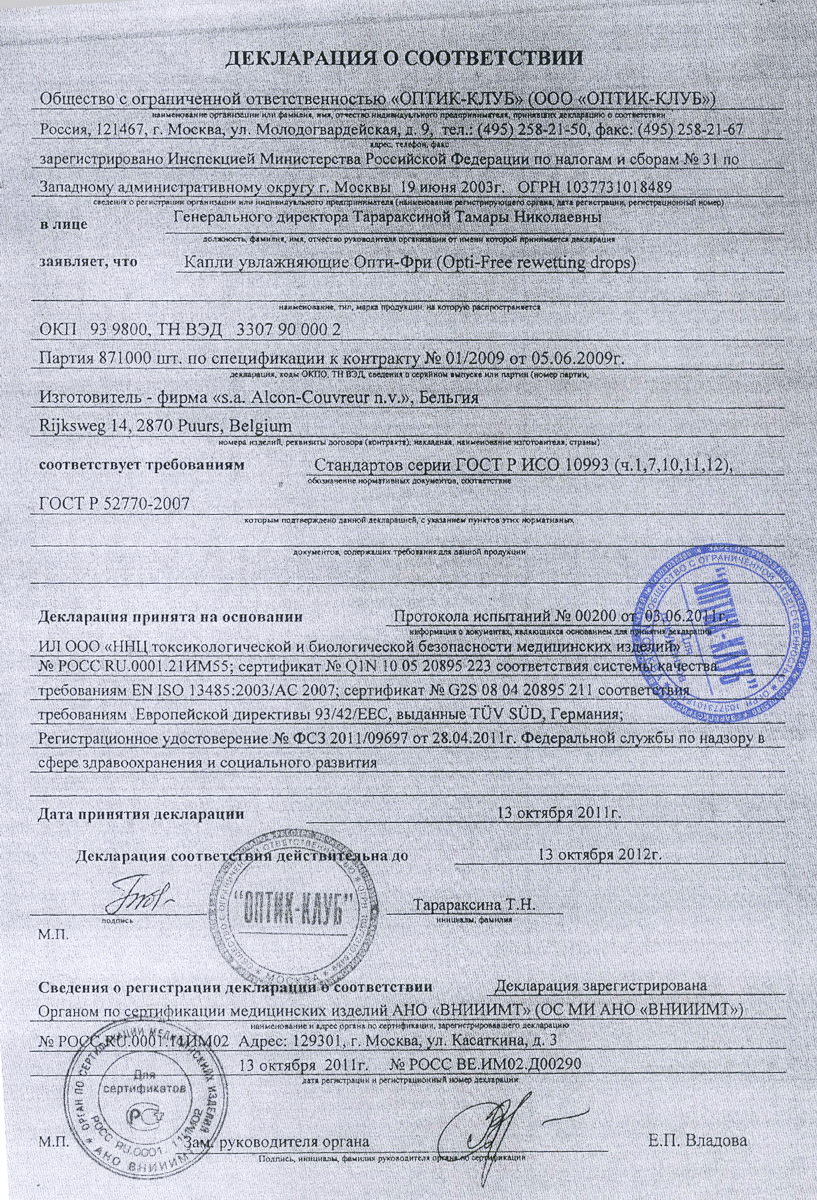 ДЕКЛАРАЦИЯ О СООТВЕТСТВИИ
Общество с ограниченной ответственностью «ОПТИК-КЛУБ» (ООО «ОПТИК-КЛУБ»)
наименование организации или фамилия, имя, отчество индивидуального предпринимателя, принявших декларацию о соответствии
Россия, 121467, г. Москва, ул. Молодогвардейская, д. 9, тел.: (495) 258-21-50, факс: (495) 258-21-67
адрес, телефон, факс
зарегистрировано Инспекцией Министерства Российской Федерации по налогам и сборам № 31 по
Западному административному округу г. Москвы 19 июня 2003г. ОГРН 1037731018489
сведения о регистрации организации или индивидуального предпринимателя (наименование регистрирующего органа, дата регистрации, регистрационный номер)
в лице Генерального директора Тарараксиной Тамары Николаевны
должность, фамилия, имя, отчество руководителя организации от имени которой принимается декларация
заявляет, что Капли увлажняющие Опти-Фри (Opti-Free rewetting drops)
наименование, тип, марка продукции, на которую распространяется
ОКП 93 9800, ТН ВЭД 3307 90 000 2
Партия 871000 шт. по спецификации к контракту № 01/2009 от 05.06.2009г.
декларация, коды ОКПО, ТН ВЭД, сведения о серийном выпуске или партии (номер партии,
Изготовитель - фирма «s.a. Alcon-Couvreur n.v.», Бельгия
Rijksweg 14, 2870 Puurs, Belgium
номера изделий, реквизиты договора (контракта), накладная, наименование изготовителя, страны)
соответствует требованиям Стандартов серии ГОСТ Р ИСО 10993 (ч.1,7,10,11,12),
обозначение нормативных документов, соответствие
ГОСТ Р 52770-2007
которым подтверждено данной декларацией, с указанием пунктов этих нормативных
документов, содержащих требования для данной продукции
"ОПТИК-КЛУБ"
Декларация принята на основании Протокола испытаний № 00200 от 03.06.2011г.
информация о документах, являющихся основанием для принятия декларации
ИЛ ООО «ННЦ токсикологической и биологической безопасности медицинских изделий»
№ РОСС RU.0001.21ИМ55; сертификат № Q1N 10 05 20895 223 соответствия системы качества
требованиям EN ISO 13485:2003/AC 2007; сертификат № G2S 08 04 20895 211 соответствия
требованиям Европейской директивы 93/42/EEC, выданные TÜV SÜD, Германия;
Регистрационное удостоверение № ФСЗ 2011/09697 от 28.04.2011г. Федеральной службы по надзору в
сфере здравоохранения и социального развития
Дата принятия декларации 13 октября 2011г.
Декларация соответствия действительна до 13 октября 2012г.
"ОПТИК-КЛУБ"
МОСКВА
Тарараксина Т.Н.
подпись
инициалы, фамилия
М.П.
Сведения о регистрации декларации о соответствии Декларация зарегистрирована
Органом по сертификации медицинских изделий АНО «ВНИИИМТ» (ОС МИ АНО «ВНИИИМТ»)
наименование и адрес органа по сертификации, зарегистрировавшего декларацию
№ РОСС RU.0001.11ИМ02 Адрес: 129301, г. Москва, ул. Касаткина, д. 3
13 октября 2011г. № РОСС BE.ИМ02.Д00290
дата регистрации и регистрационный номер декларации
ОРГАН ПО СЕРТИФИКАЦИИ МЕДИЦИНСКИХ ИЗДЕЛИЙ
Для
сертификатов
РОСС RU.0001. 11ИМ02
АНО ВНИИИМТ
М.П. Зам. руководителя органа Е.П. Владова
Подпись, инициалы, фамилия руководителя органа по сертификации